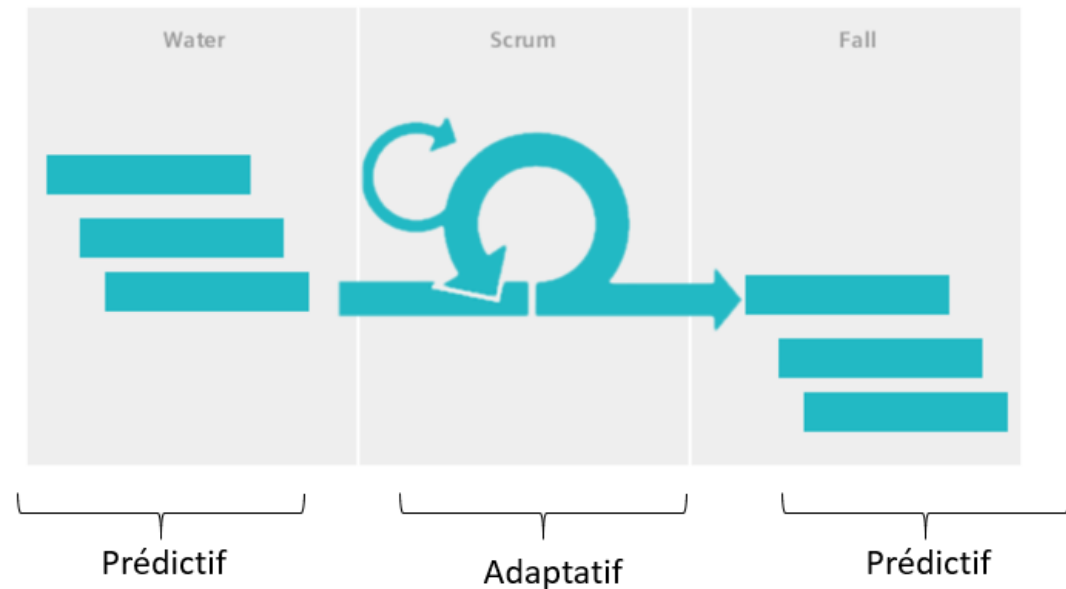 Water
Scrum
Fall
Prédictif
Adaptatif
Prédictif